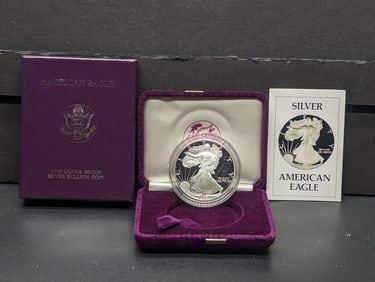 AMERICAN EAGLE
ONE OUNCE PROOF
SILVER BULLION COIN
SILVER
AMERICAN
EAGLE